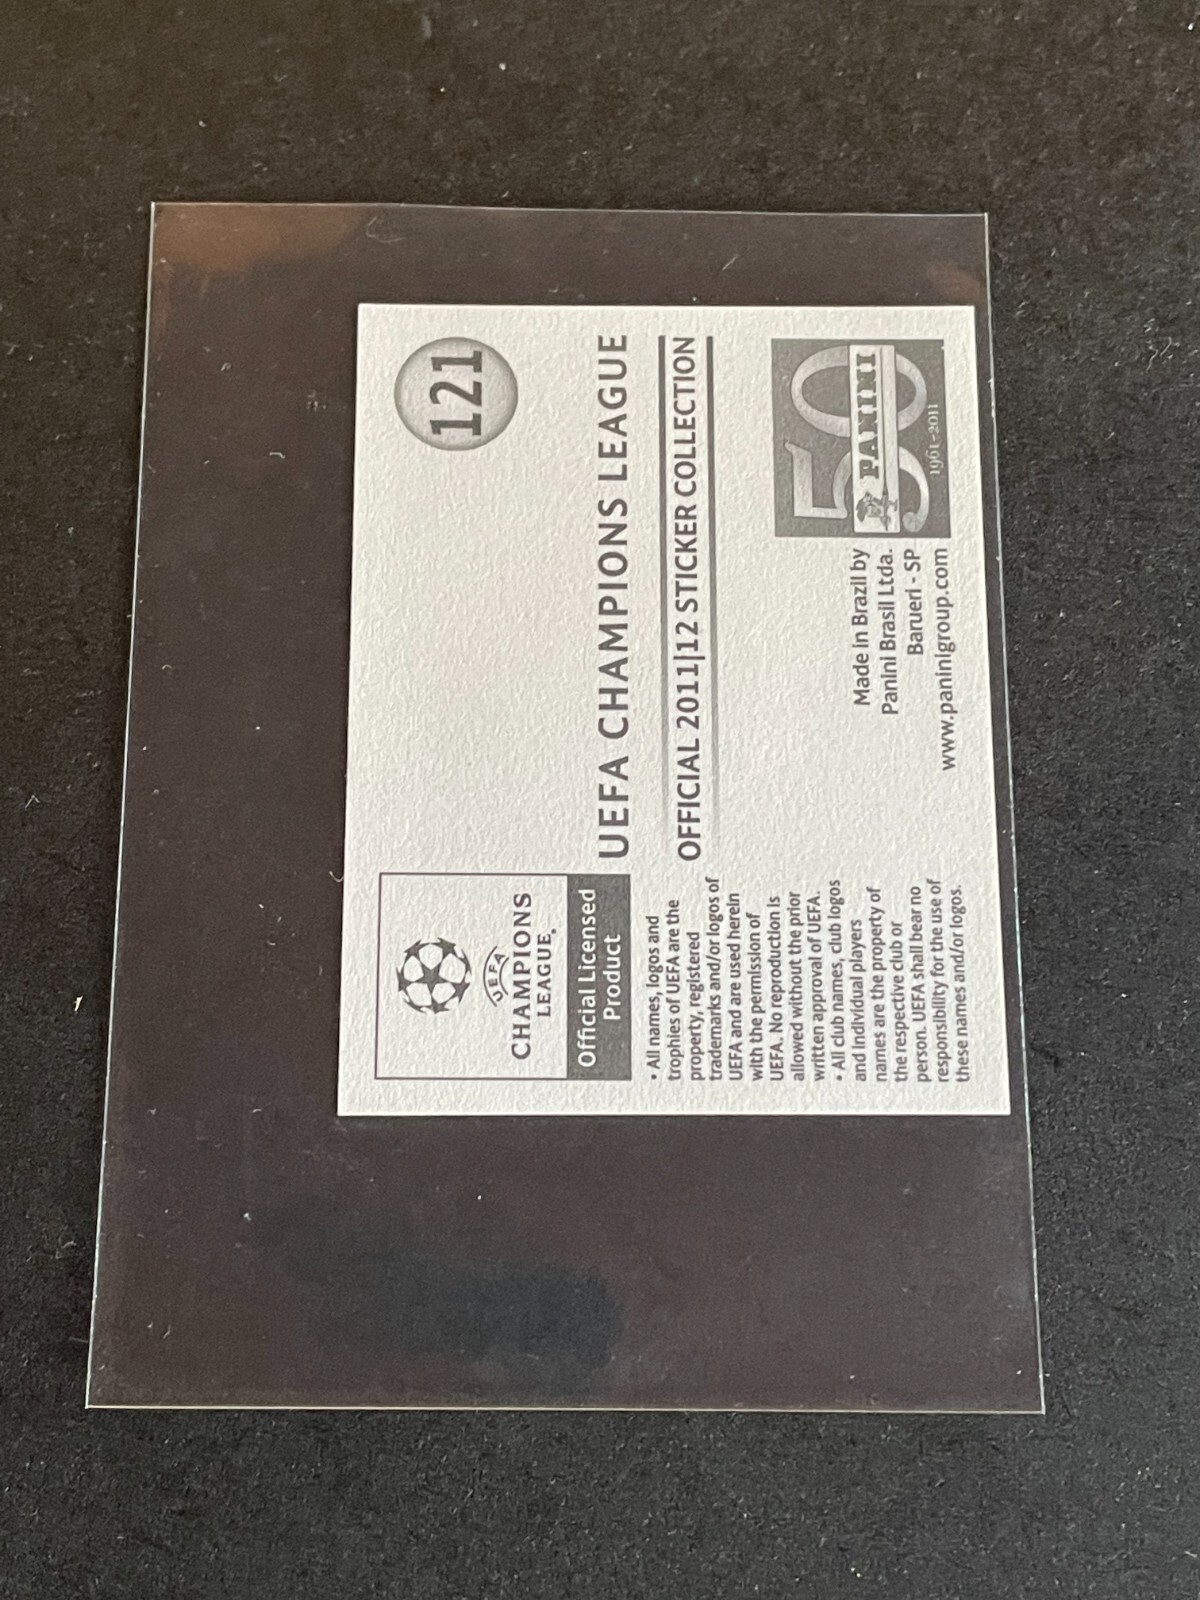 121
UEFA
CHAMPIONS
LEAGUE®
Official Licensed
Product
UEFA CHAMPIONS LEAGUE
OFFICIAL 2011|12 STICKER COLLECTION
• All names, logos and
trophies of UEFA are the
property, registered
trademarks and/or logos of
UEFA and are used herein
with the permission of
UEFA. No reproduction is
allowed without the prior
written approval of UEFA.
• All club names, club logos
and individual players
names are the property of
the respective club or
person. UEFA shall bear no
responsibility for the use of
these names and/or logos.
Made in Brazil by
Panini Brasil Ltda.
Barueri - SP
www.paninigroup.com
50
PANINI
1961-2011